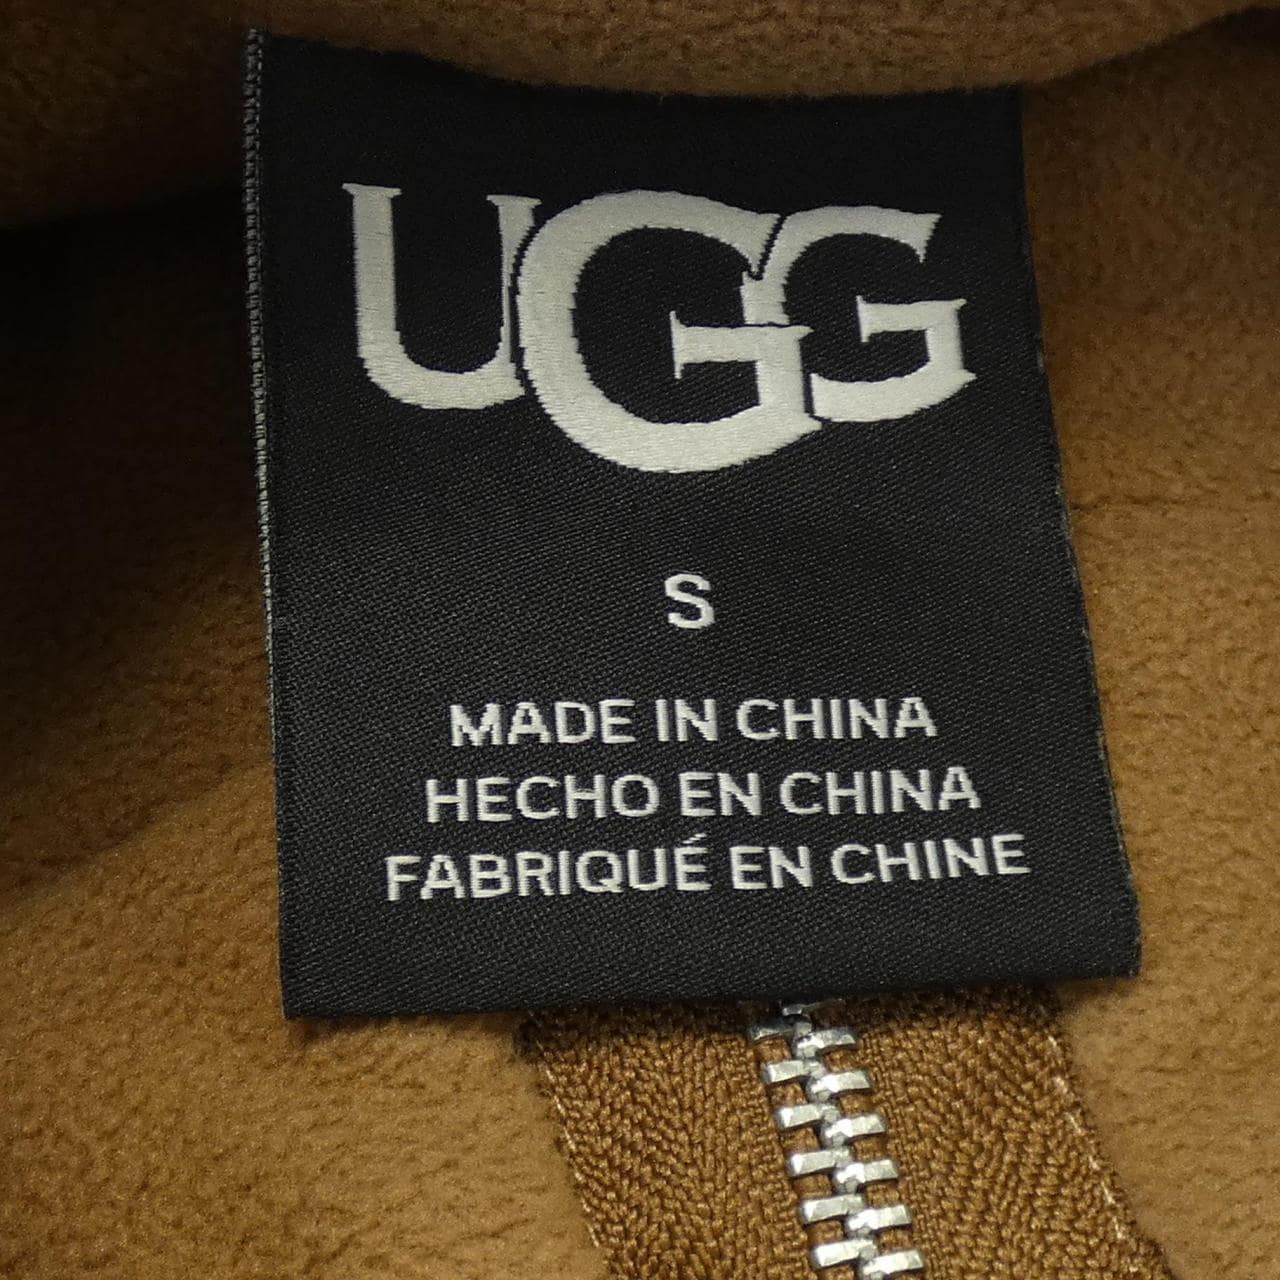 UGG
S
MADE IN CHINA
HECHO EN CHINA
FABRIQUÉ EN CHINE